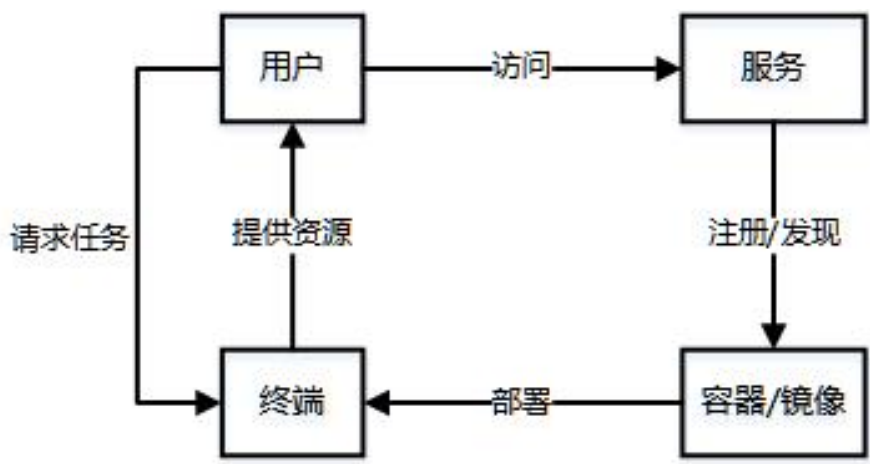 用户
访问
服务
请求任务
提供资源
注册/发现
终端
部署
容器/镜像